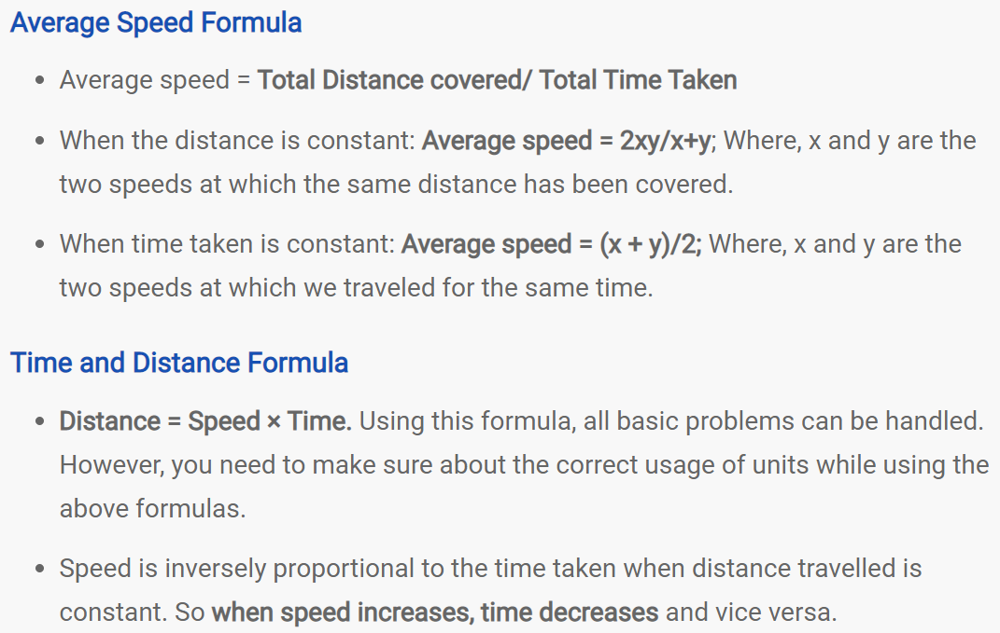 Average Speed Formula
• Average speed = Total Distance covered/ Total Time Taken
• When the distance is constant: Average speed = 2xy/x+y; Where, x and y are the
two speeds at which the same distance has been covered.
• When time taken is constant: Average speed = (x + y)/2; Where, x and y are the
two speeds at which we traveled for the same time.
Time and Distance Formula
• Distance = Speed × Time. Using this formula, all basic problems can be handled.
However, you need to make sure about the correct usage of units while using the
above formulas.
• Speed is inversely proportional to the time taken when distance travelled is
constant. So when speed increases, time decreases and vice versa.